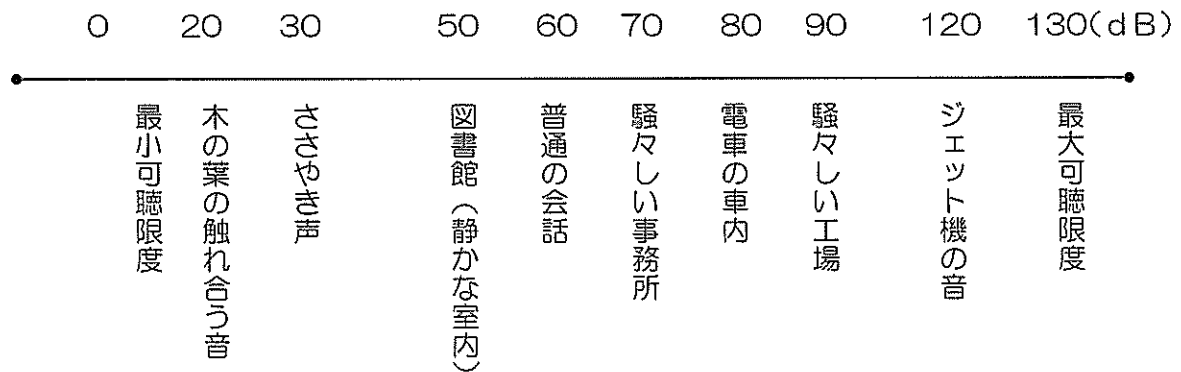 0 20 30 50 60 70 80 90 120 130(dB)
最小可聴限度
木の葉の触れ合う音
ささやき声
図書館（静かな室内）
普通の会話
騒々しい事務所
電車の車内
騒々しい工場
ジェット機の音
最大可聴限度